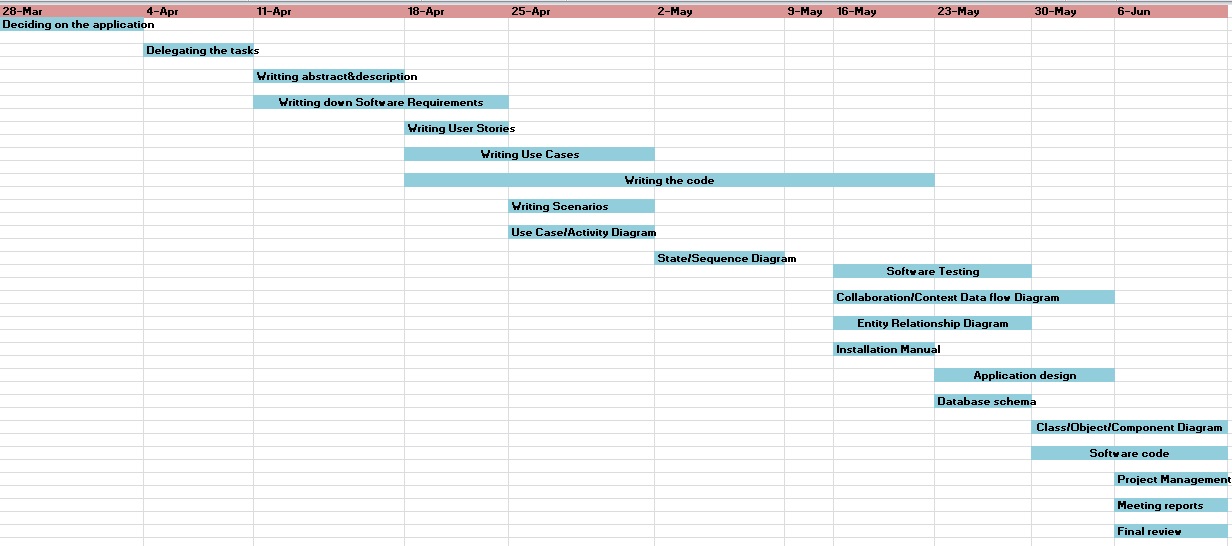 28-Mar 4-Apr 11-Apr 18-Apr 25-Apr 2-May 9-May 16-May 23-May 30-May 6-Jun
Deciding on the application
Delegating the tasks
Writting abstract&description
Writting down Software Requirements
Writing User Stories
Writing Use Cases
Writing the code
Writing Scenarios
Use Case/Activity Diagram
State/Sequence Diagram
Software Testing
Collaboration/Context Data flow Diagram
Entity Relationship Diagram
Installation Manual
Application design
Database schema
Class/Object/Component Diagram
Software code
Project Management
Meeting reports
Final review